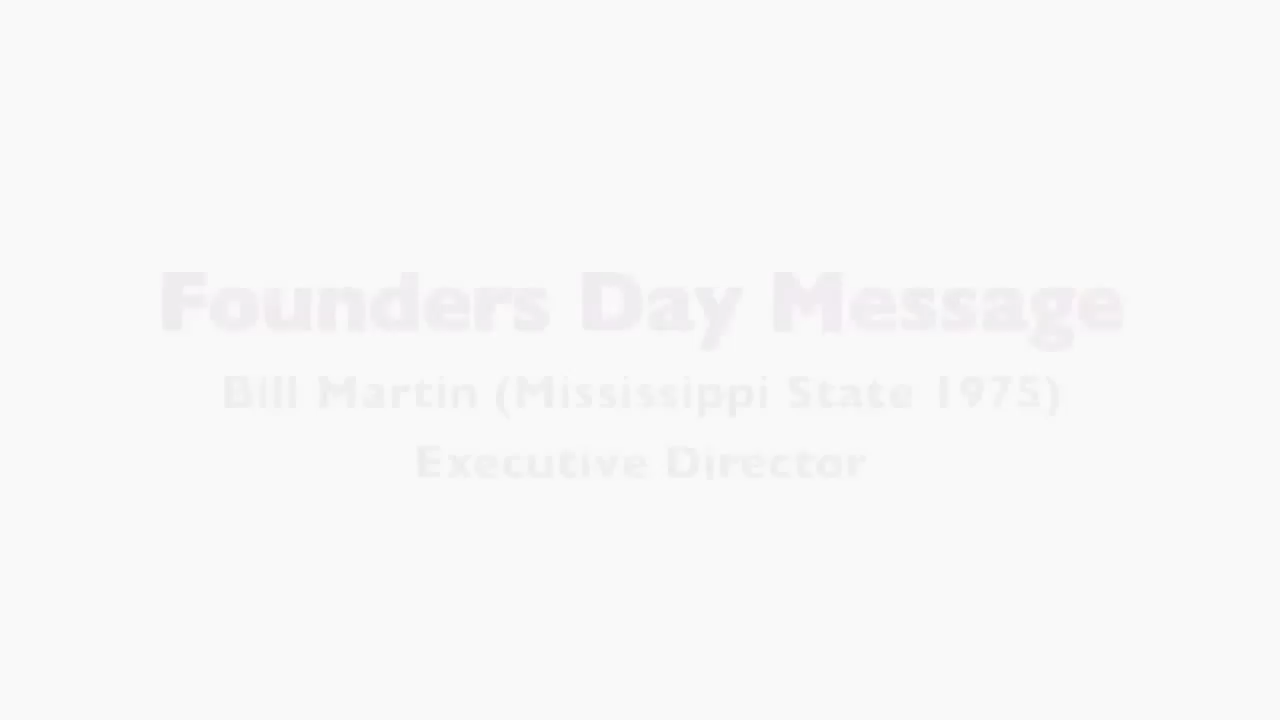 Founders Day Message
Bill Martin (Mississippi State 1975)
Executive Director